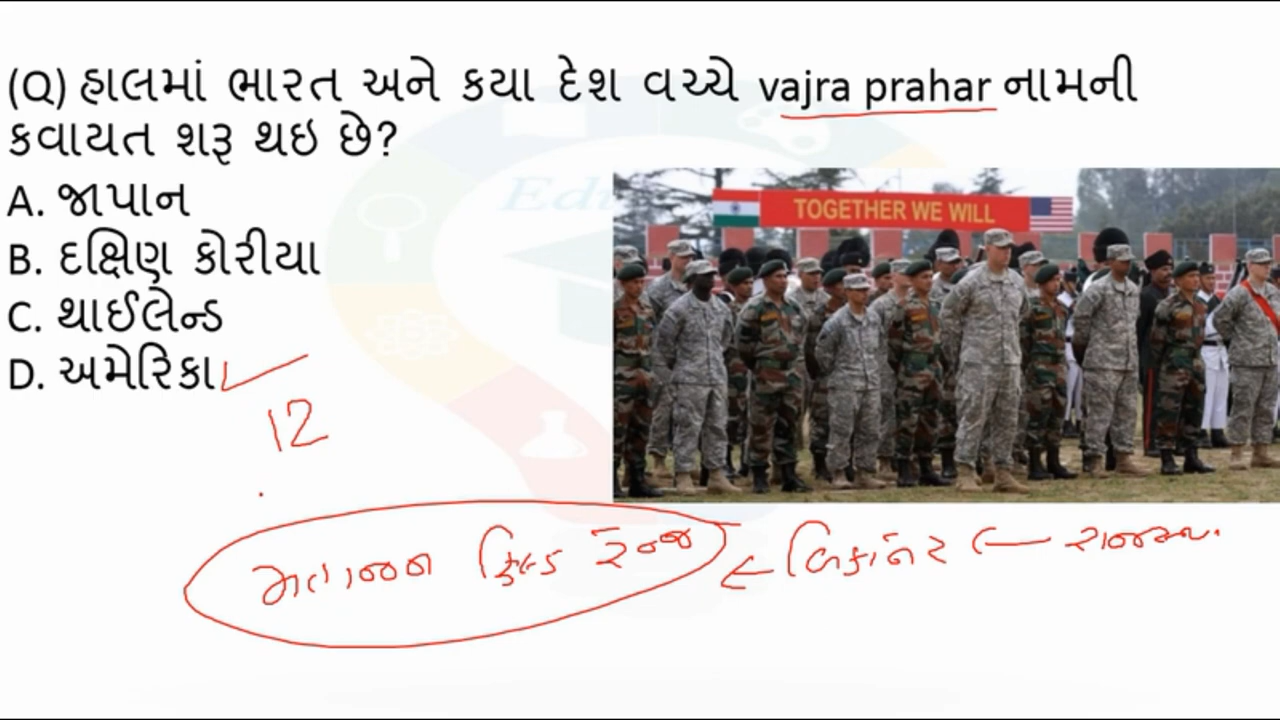 (Q) હાલમાં ભારત અને કયા દેશ વચ્ચે vajra prahar નામની
કવાયત શરૂ થઇ છે?
A. જાપાન
B. દક્ષિણ કોરીયા
C. થાઈલેન્ડ
D. અમેરિકા
TOGETHER WE WILL
12
ફિલ્ડ રેન્જ